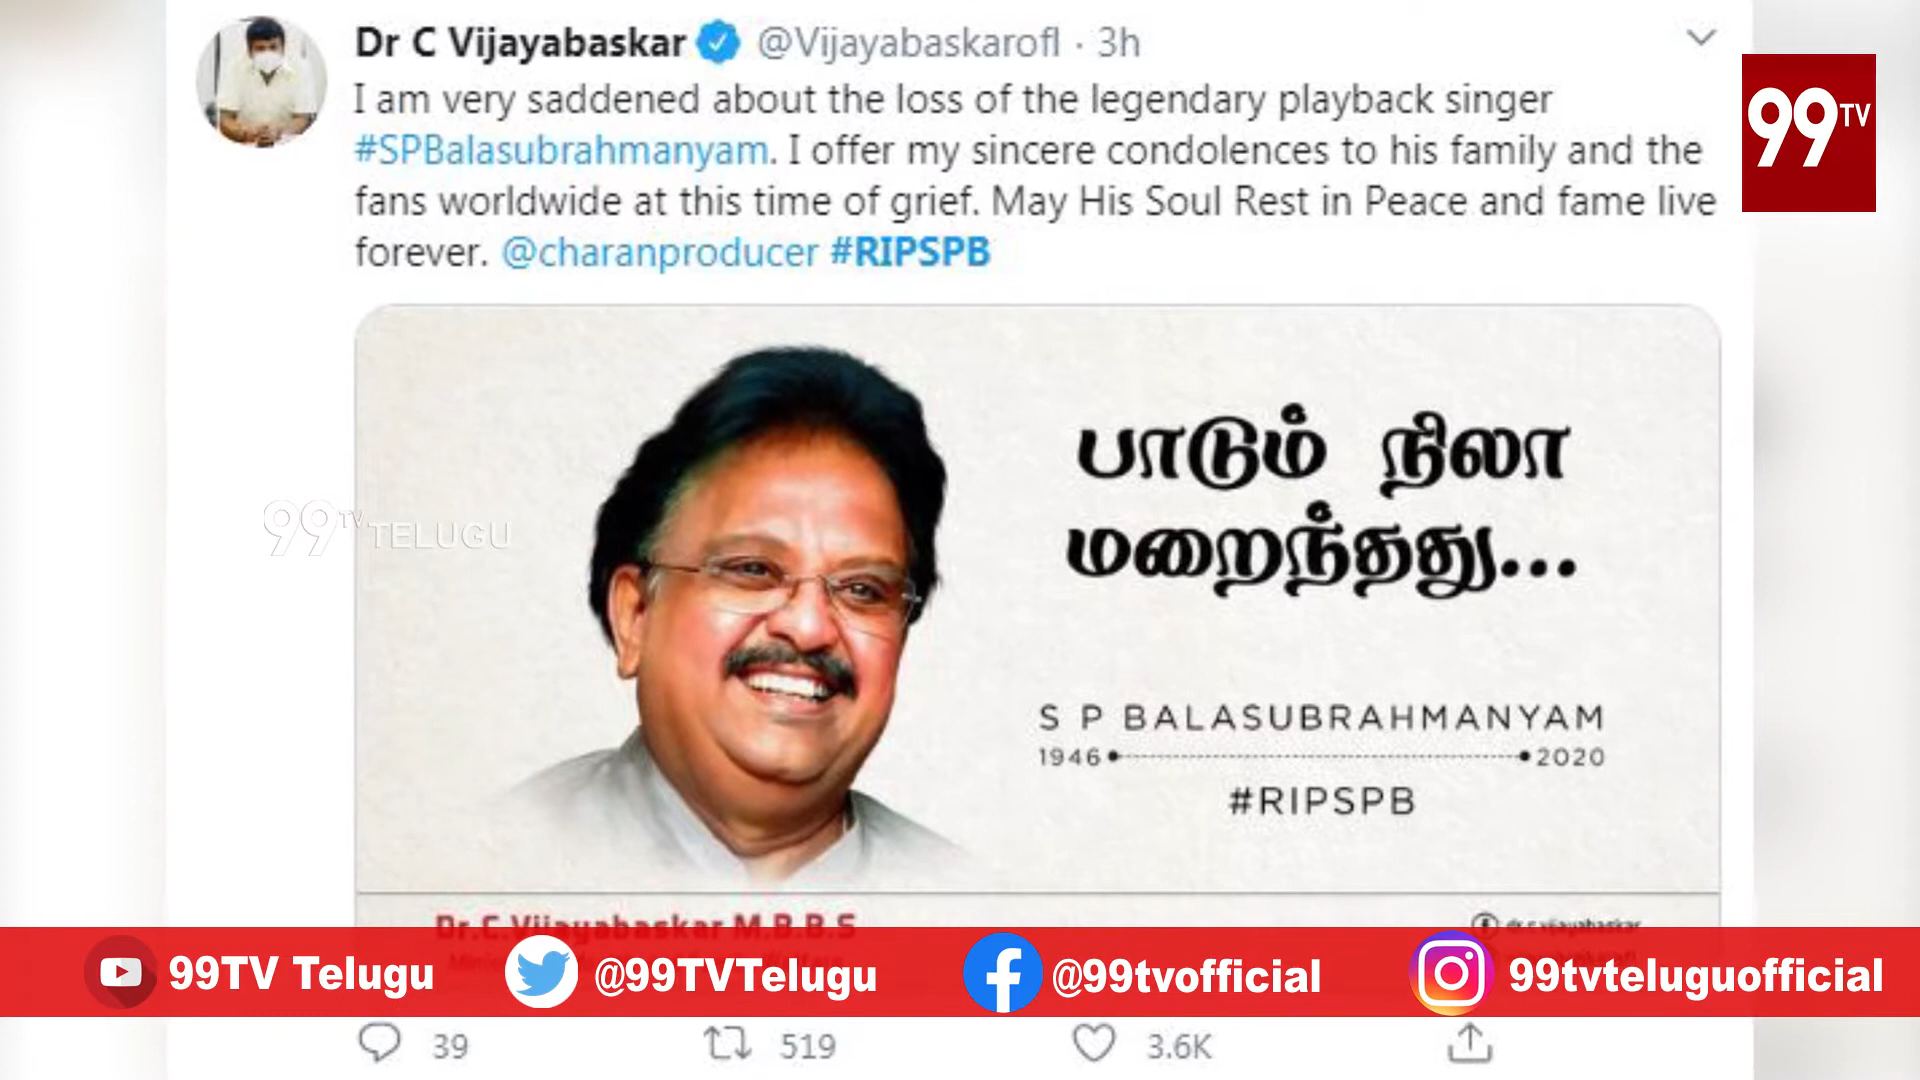 Dr C Vijayabaskar @Vijayabaskarofl · 3h
I am very saddened about the loss of the legendary playback singer
#SPBalasubrahmanyam. I offer my sincere condolences to his family and the
fans worldwide at this time of grief. May His Soul Rest in Peace and fame live
forever. @charanproducer #RIPSPB
99TV
பாடும் நிலா
மறைந்தது...
99TV TELUGU
S P BALASUBRAHMANYAM
1946 2020
#RIPSPB
Dr.C.Vijayabaskar M.B.B.S
dr.c.vijayabaskar
99TV Telugu @99TVTelugu @99tvofficial 99tvteluguofficial
39 519 3.6K